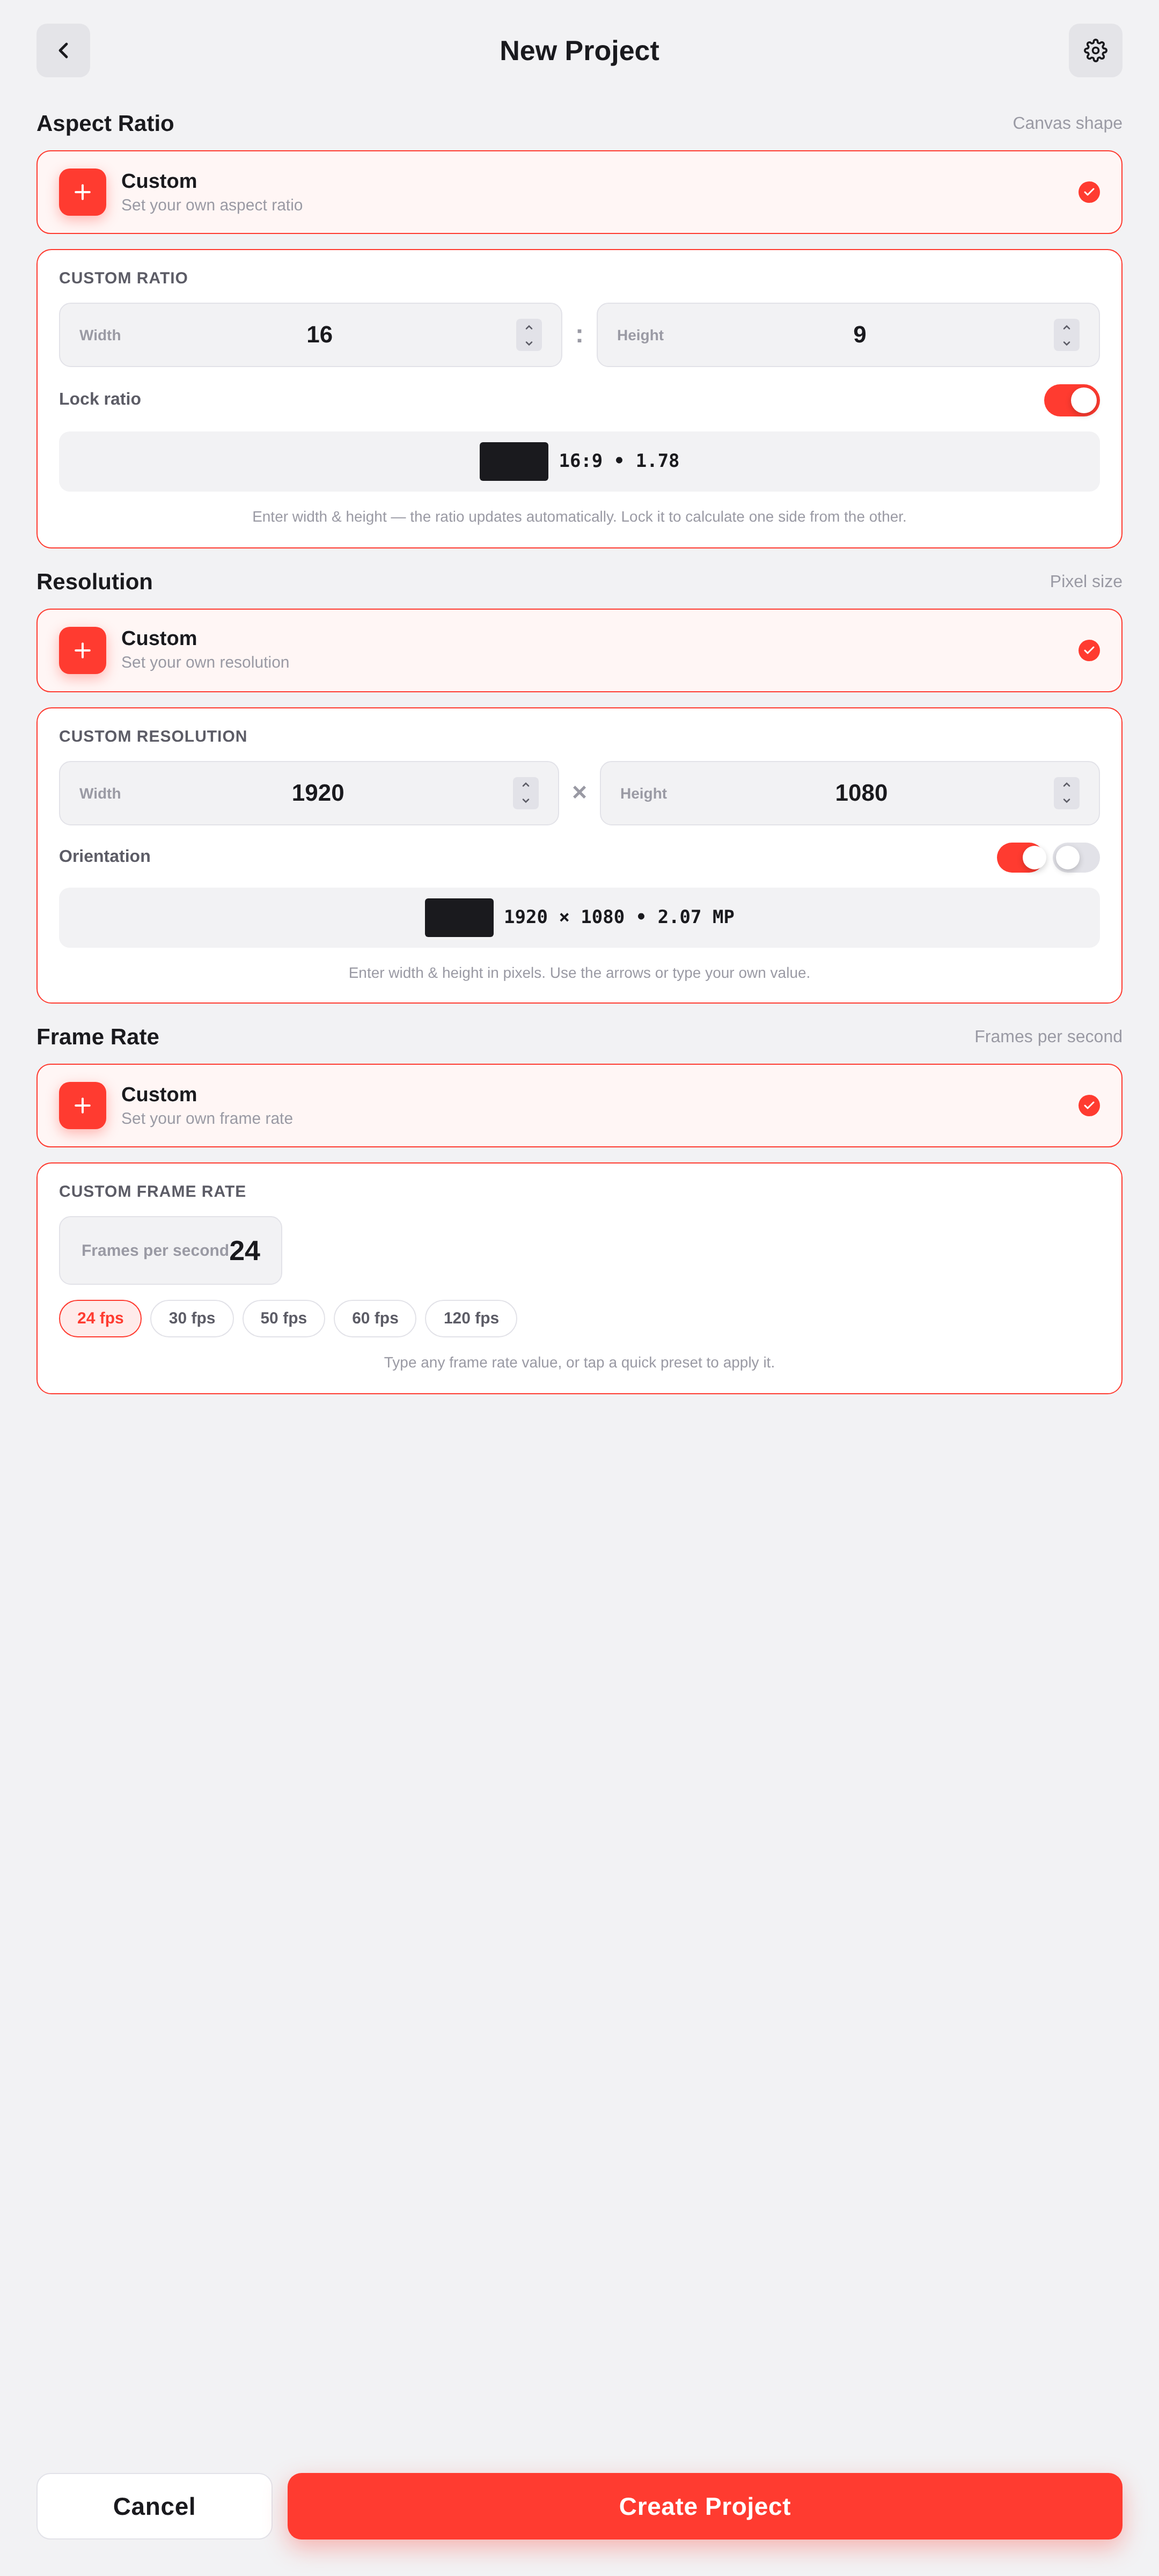 New Project
Aspect Ratio
Canvas shape
Custom
Set your own aspect ratio
CUSTOM RATIO
Width 16 : Height 9
Lock ratio
16:9 • 1.78
Enter width & height — the ratio updates automatically. Lock it to calculate one side from the other.
Resolution
Pixel size
Custom
Set your own resolution
CUSTOM RESOLUTION
Width 1920 × Height 1080
Orientation
1920 × 1080 • 2.07 MP
Enter width & height in pixels. Use the arrows or type your own value.
Frame Rate
Frames per second
Custom
Set your own frame rate
CUSTOM FRAME RATE
Frames per second 24
24 fps 30 fps 50 fps 60 fps 120 fps
Type any frame rate value, or tap a quick preset to apply it.
Cancel
Create Project